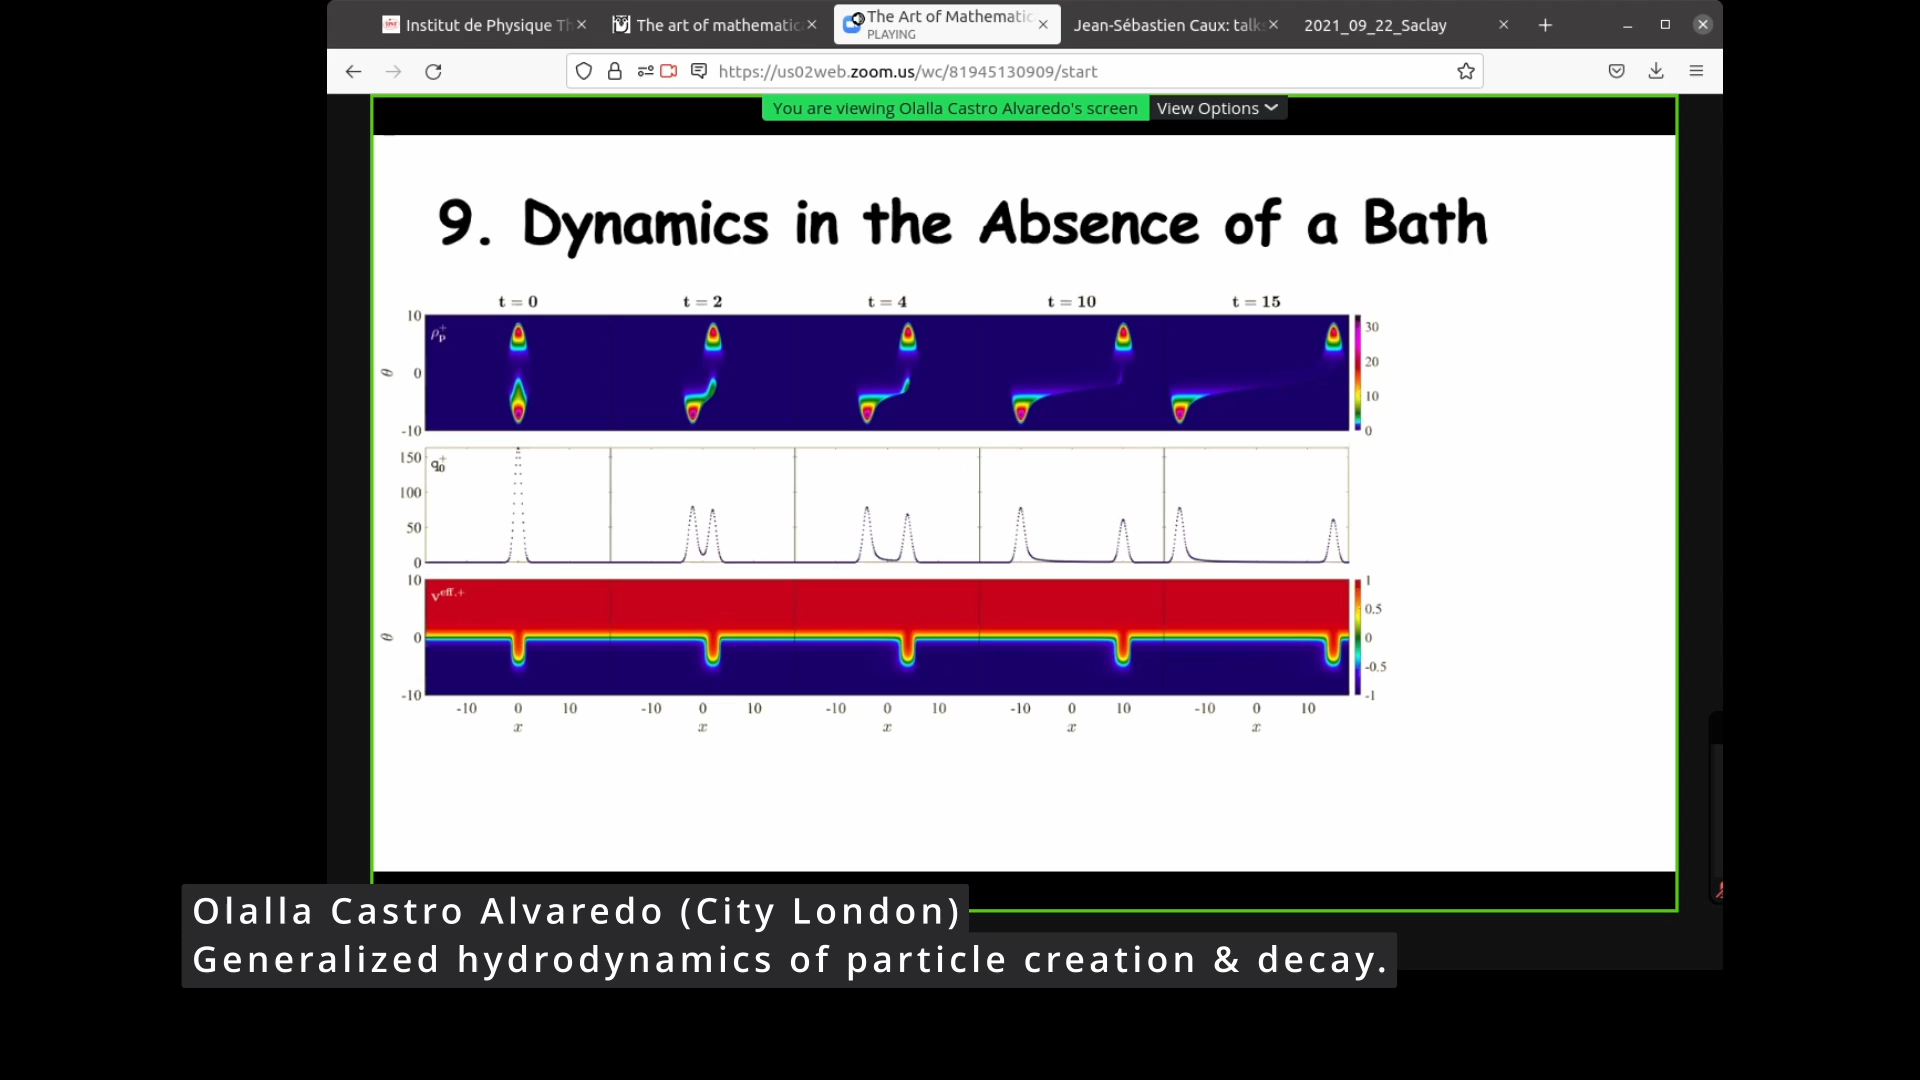 Institut de Physique Th
The art of mathematic
The Art of Mathematic
PLAYING
Jean-Sébastien Caux: talk
2021_09_22_Saclay
https://us02web.zoom.us/wc/81945130909/start
You are viewing Olalla Castro Alvaredo's screen
View Options
9. Dynamics in the Absence of a Bath
t = 0 t = 2 t = 4 t = 10 t = 15
10 0 -10
θ
ρₚ⁺
30 20 10 0
150 100 50 0
q₀⁺
10 0 -10
θ
v^eff,+
1 0.5 0 -0.5 -1
-10 0 10 -10 0 10 -10 0 10 -10 0 10 -10 0 10
x x x x x
Olalla Castro Alvaredo (City London)
Generalized hydrodynamics of particle creation & decay.